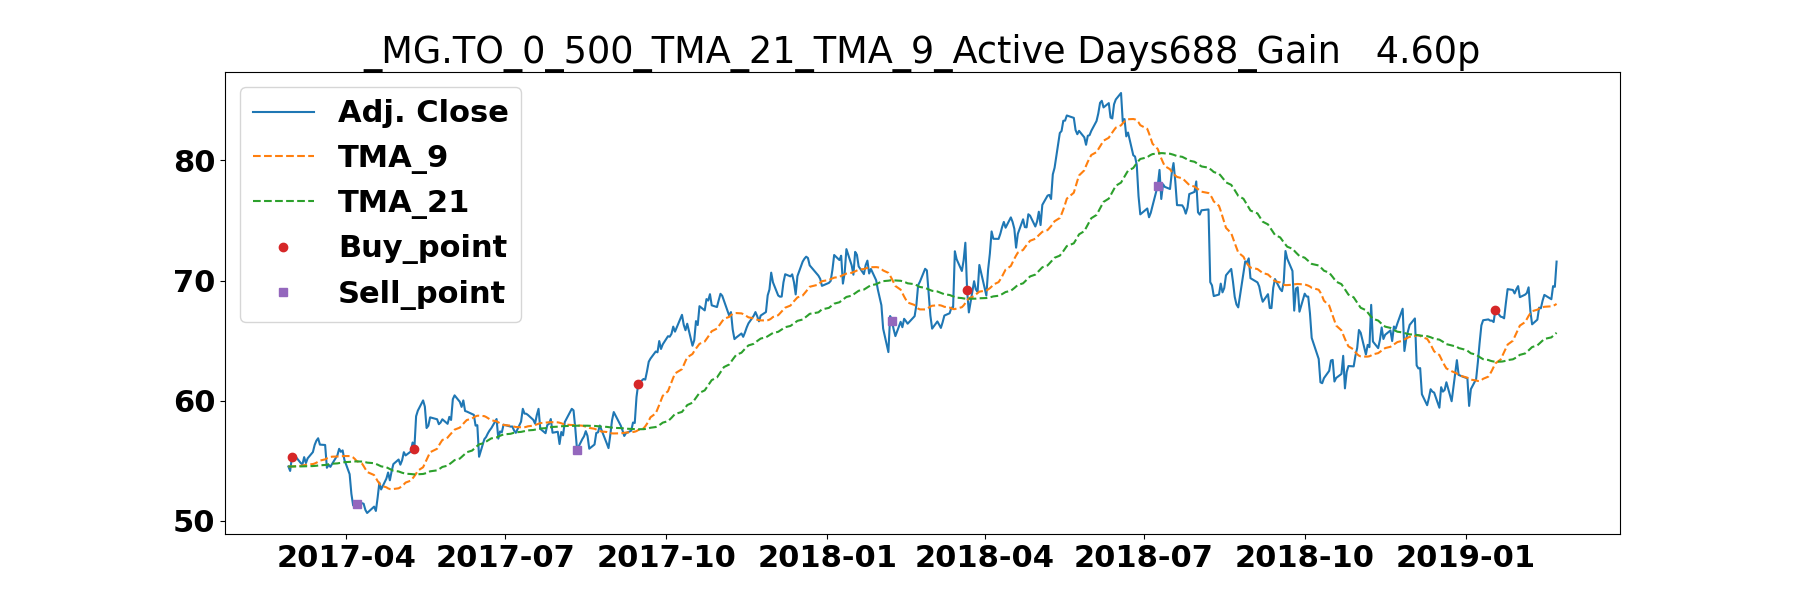 _MG.TO_0_500_TMA_21_TMA_9_Active Days688_Gain   4.60p
Adj. Close
TMA_9
TMA_21
Buy_point
Sell_point
80
70
60
50
2017-04 2017-07 2017-10 2018-01 2018-04 2018-07 2018-10 2019-01